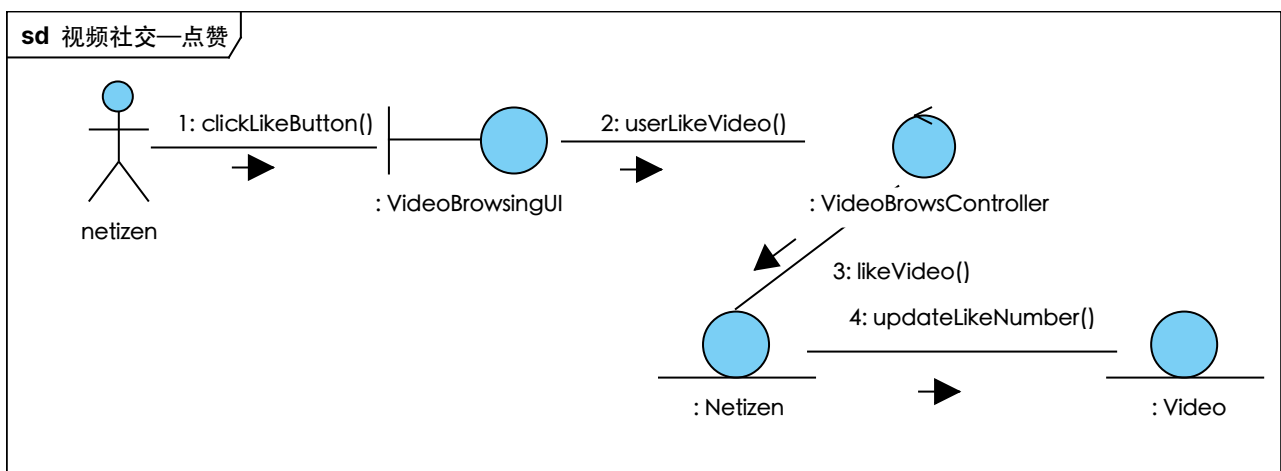 sd 视频社交—点赞
1: clickLikeButton()
2: userLikeVideo()
: VideoBrowsingUI
: VideoBrowsController
netizen
3: likeVideo()
4: updateLikeNumber()
: Netizen
: Video